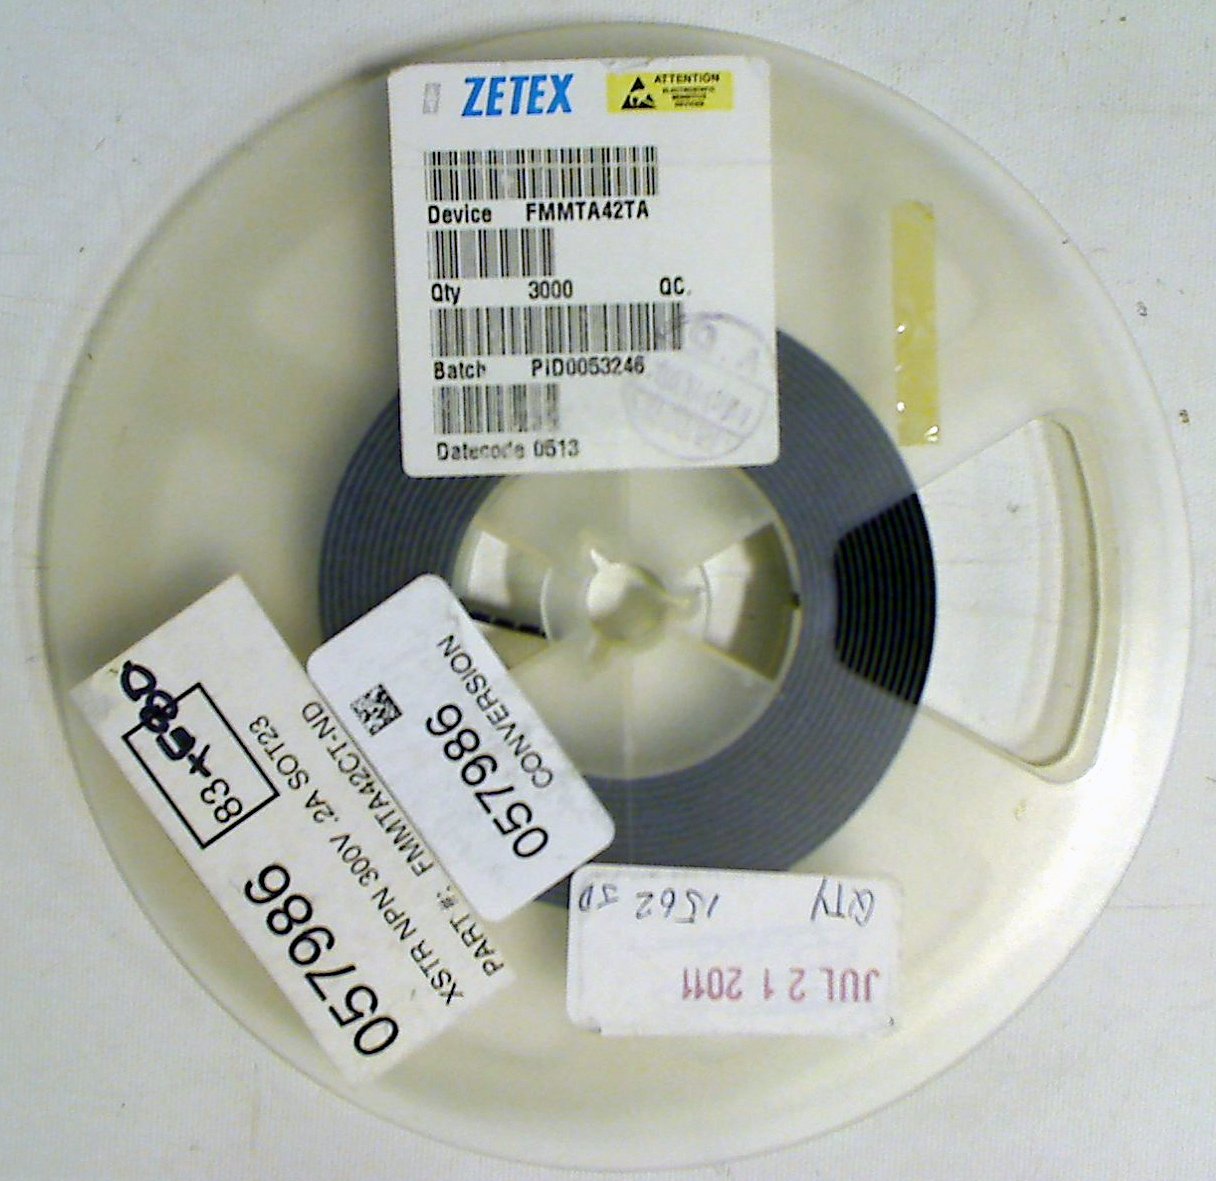 ZETEX
ATTENTION
Device FMMTA42TA
Qty 3000 QC.
Batch PID0053246
Datecode 0513
057986
CONVERSION
PART #: FMMTA42CT-ND
XSTR NPN 300V .2A SOT23
057986
QTY 1562
JUL 21 2011